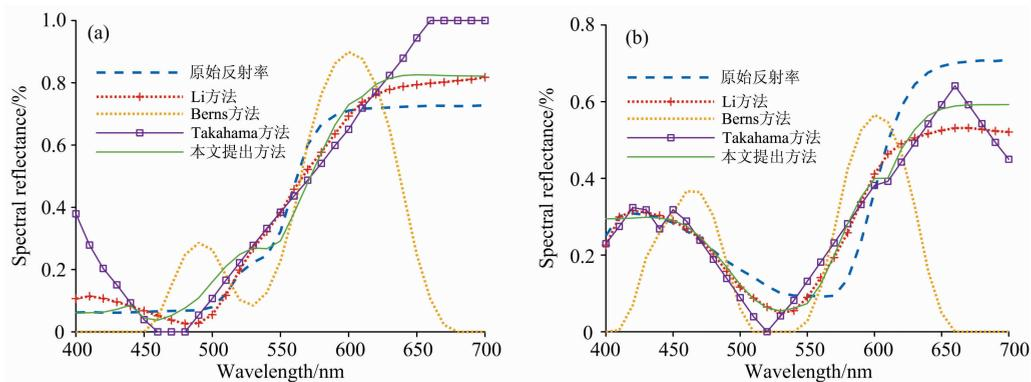 (a)
Spectral reflectance/%
1.0
0.8
0.6
0.4
0.2
0
原始反射率
Li方法
Berns方法
Takahama方法
本文提出方法
400 450 500 550 600 650 700
Wavelength/nm
(b)
Spectral reflectance/%
0.8
0.6
0.4
0.2
0
原始反射率
Li方法
Berns方法
Takahama方法
本文提出方法
400 450 500 550 600 650 700
Wavelength/nm